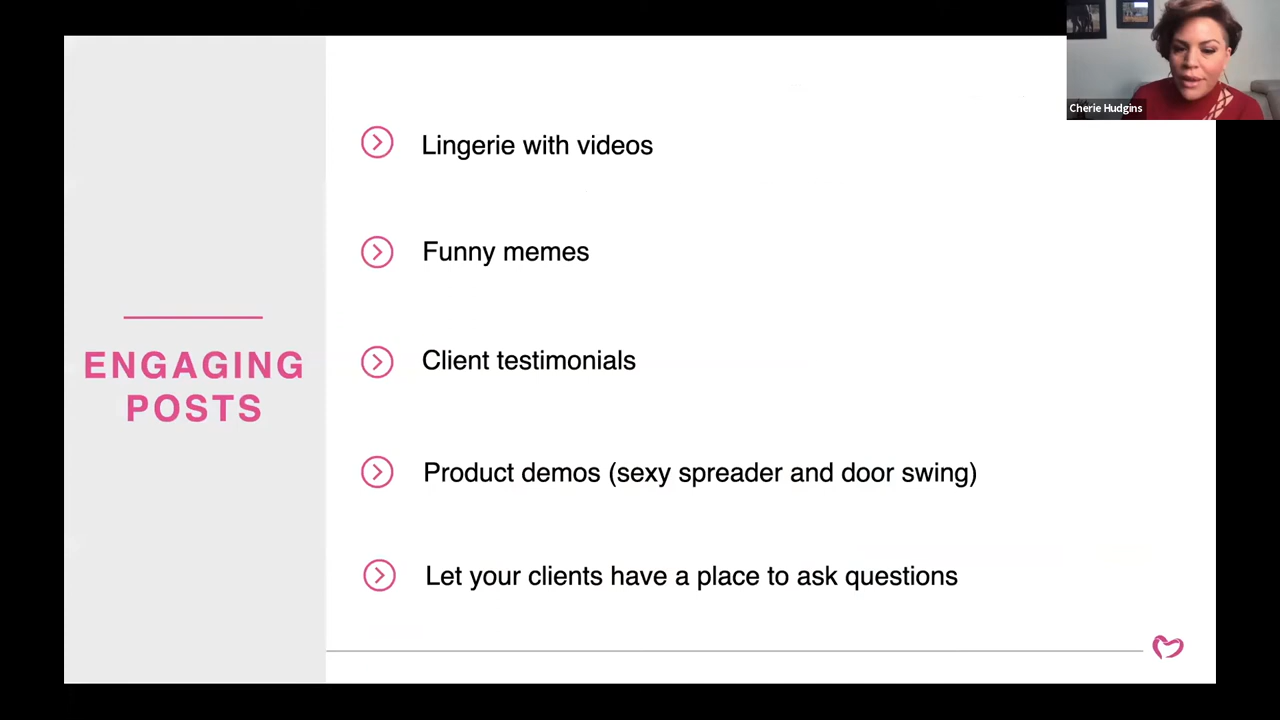 Cherie Hudgins
Lingerie with videos
Funny memes
ENGAGING
POSTS
Client testimonials
Product demos (sexy spreader and door swing)
Let your clients have a place to ask questions